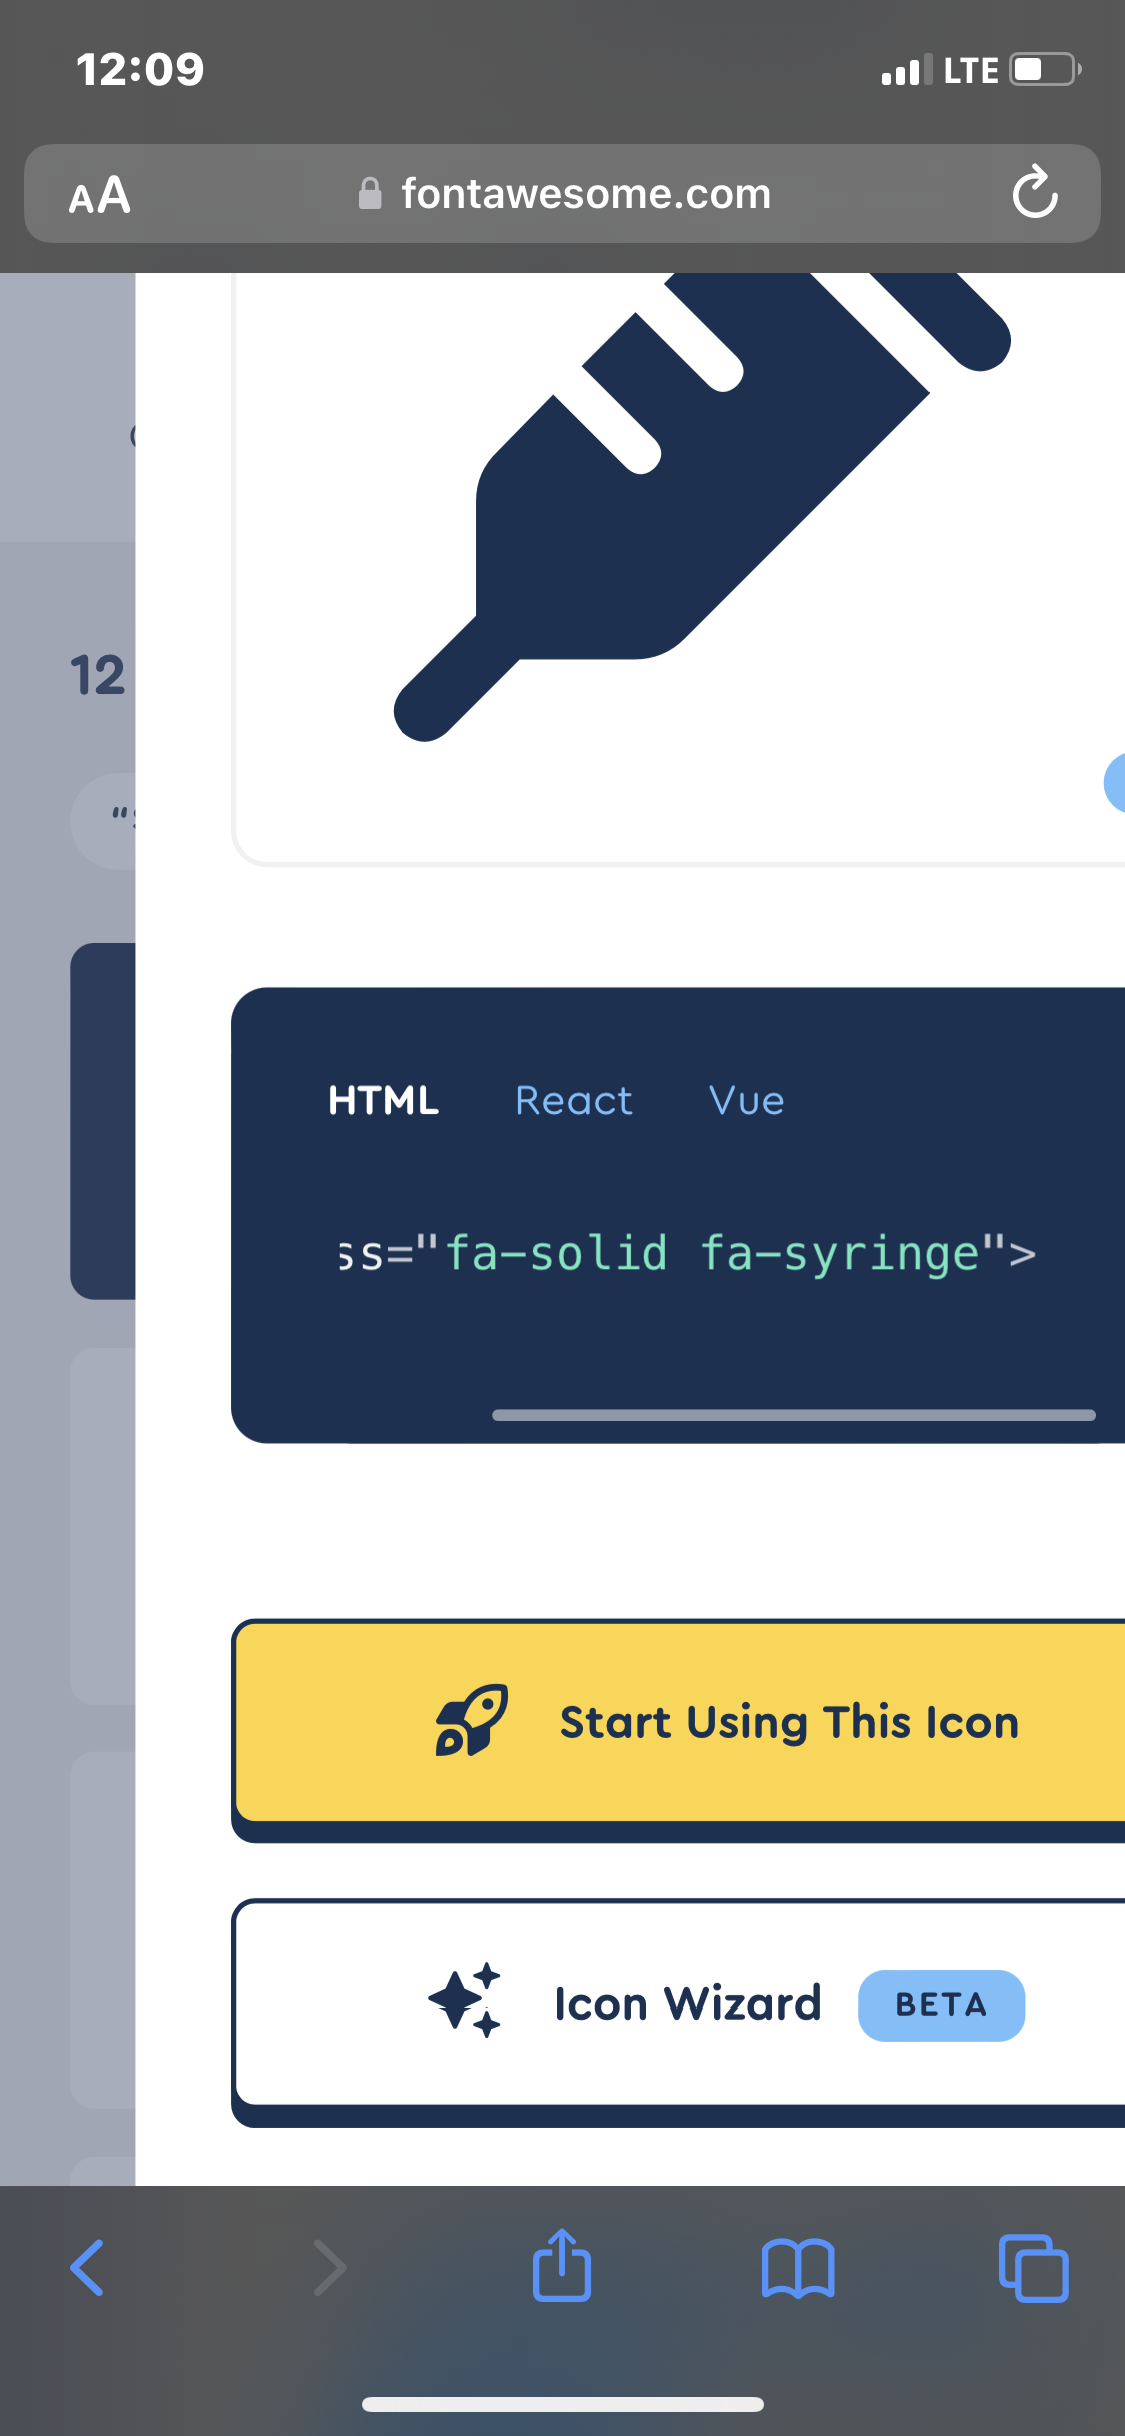 12:09
LTE
AA
fontawesome.com
12
HTML React Vue
ss="fa-solid fa-syringe">
Start Using This Icon
Icon Wizard BETA